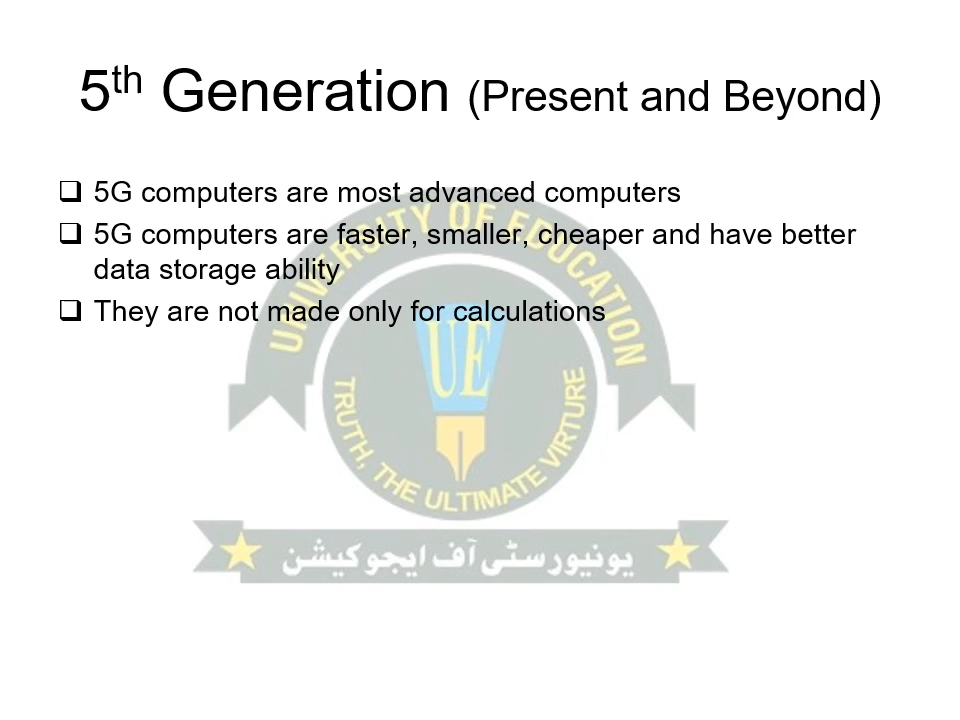 5th Generation (Present and Beyond)
❑ 5G computers are most advanced computers
❑ 5G computers are faster, smaller, cheaper and have better
data storage ability
❑ They are not made only for calculations
UNIVERSITY OF EDUCATION
UE
TRUTH, THE ULTIMATE VIRTURE
یونیورسٹی آف ایجوکیشن